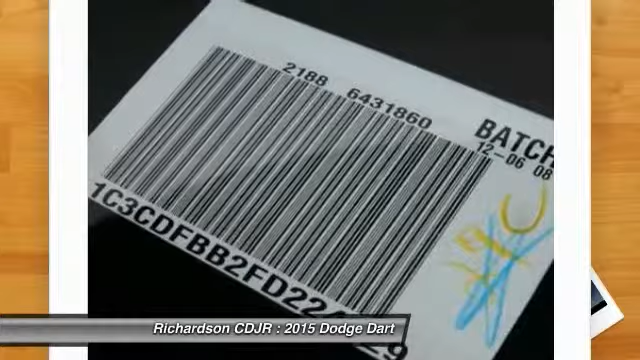 2188 6431860
BATCH
12-06 08
1C3CDFBB2FD22
Richardson CDJR : 2015 Dodge Dart